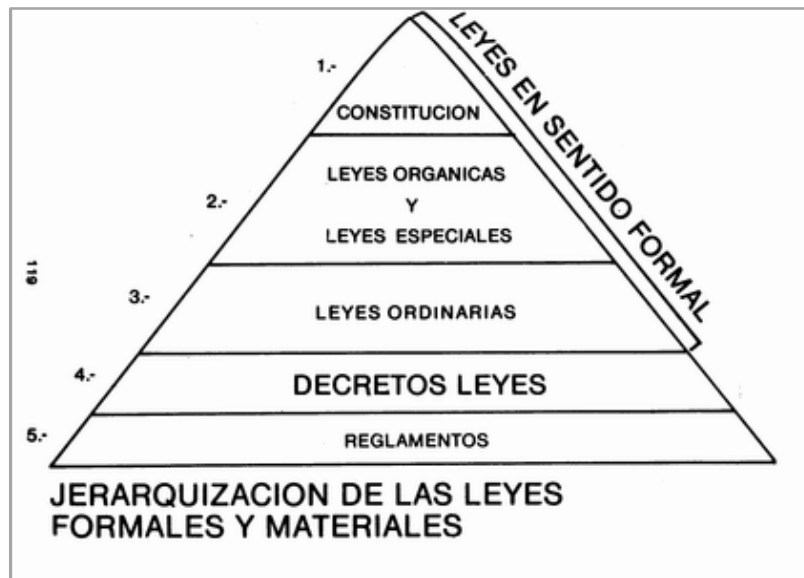 LEYES EN SENTIDO FORMAL
1.-
CONSTITUCION
2.-
LEYES ORGANICAS
Y
LEYES ESPECIALES
119
3.-
LEYES ORDINARIAS
4.-
DECRETOS LEYES
5.-
REGLAMENTOS
JERARQUIZACION DE LAS LEYES
FORMALES Y MATERIALES